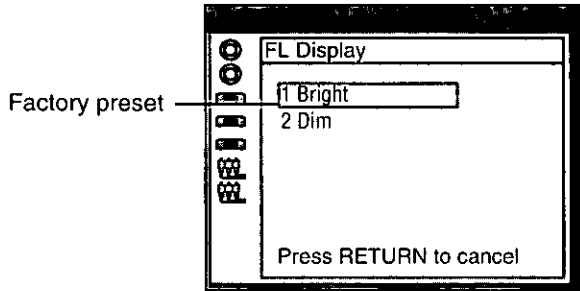 FL Display
Factory preset
1 Bright
2 Dim
Press RETURN to cancel